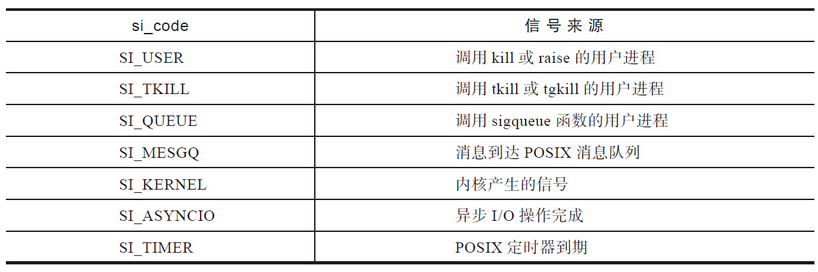 si_code 信号来源
SI_USER 调用 kill 或 raise 的用户进程
SI_TKILL 调用 tkill 或 tgkill 的用户进程
SI_QUEUE 调用 sigqueue 函数的用户进程
SI_MESGQ 消息到达 POSIX 消息队列
SI_KERNEL 内核产生的信号
SI_ASYNCIO 异步 I/O 操作完成
SI_TIMER POSIX 定时器到期